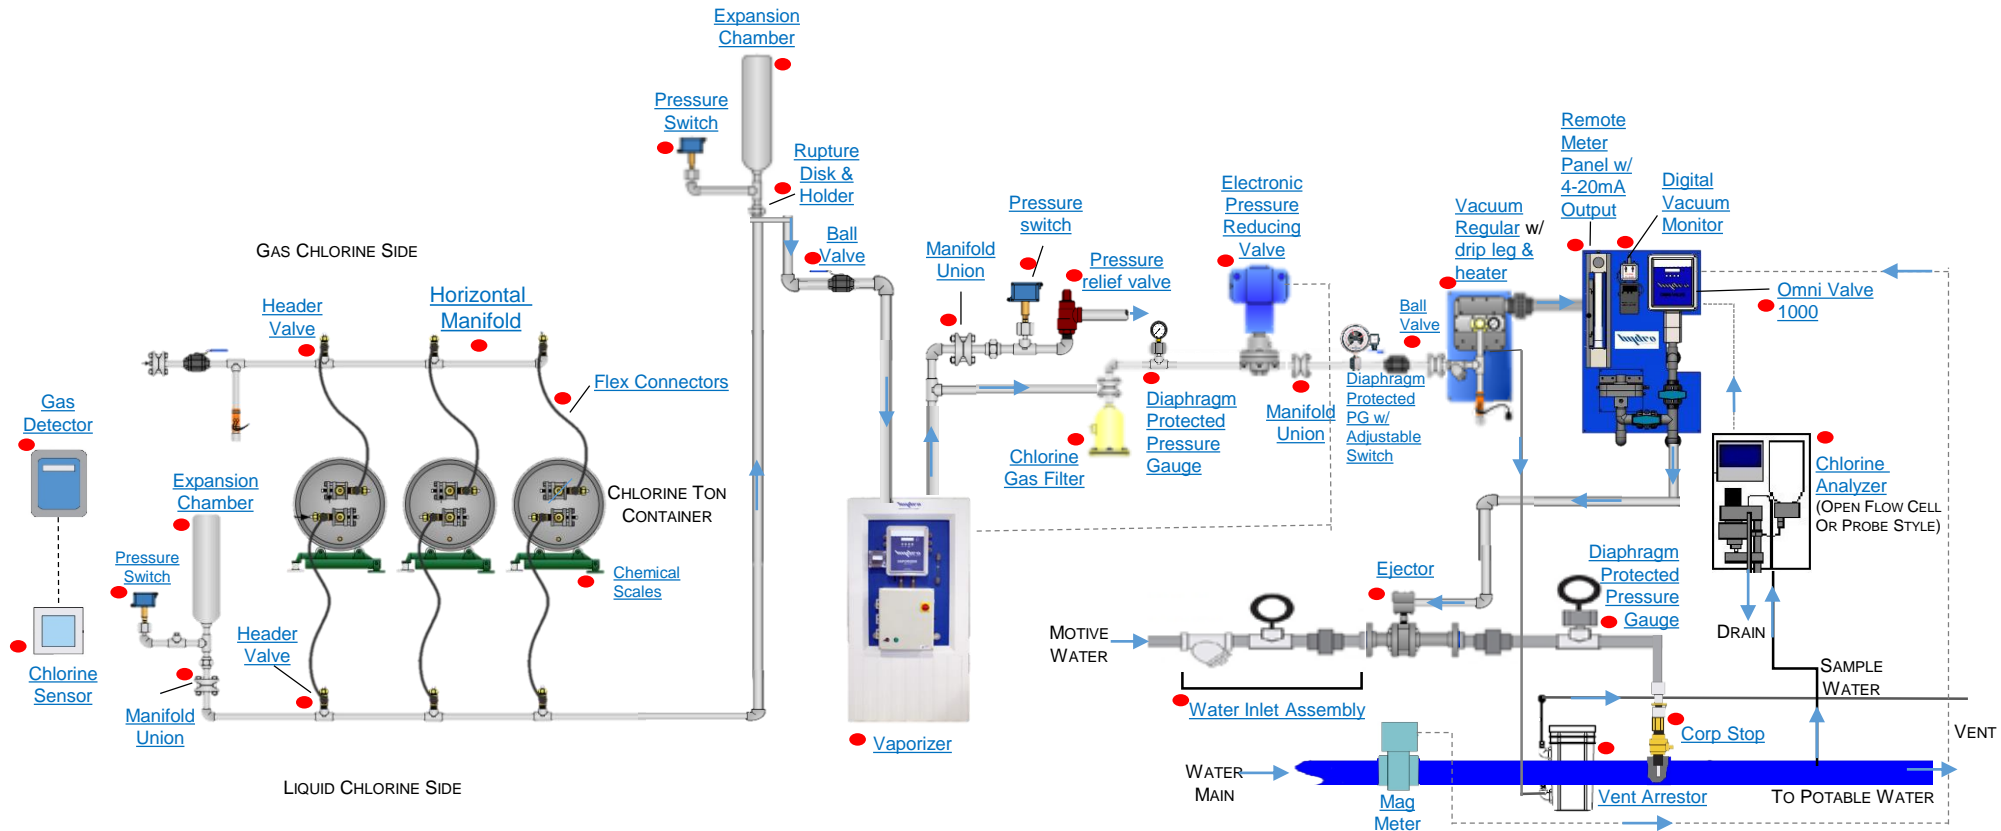 Expansion
Chamber
Pressure
Switch
Rupture
Disk &
Holder
Ball
Valve
GAS CHLORINE SIDE
Header
Valve
Horizontal
Manifold
Flex Connectors
Gas
Detector
Chlorine
Sensor
Expansion
Chamber
Pressure
Switch
Manifold
Union
Header
Valve
CHLORINE TON
CONTAINER
Chemical
Scales
LIQUID CHLORINE SIDE
Vaporizer
Manifold
Union
Pressure
switch
Pressure
relief valve
Chlorine
Gas Filter
Diaphragm
Protected
Pressure
Gauge
Electronic
Pressure
Reducing
Valve
Manifold
Union
Diaphragm
Protected
PG w/
Adjustable
Switch
Ball
Valve
Vacuum
Regular w/
drip leg &
heater
Remote
Meter
Panel w/
4-20mA
Output
Digital
Vacuum
Monitor
Omni Valve
1000
hydro
Chlorine
Analyzer
(OPEN FLOW CELL
OR PROBE STYLE)
DRAIN
SAMPLE
WATER
VENT
Ejector
Diaphragm
Protected
Pressure
Gauge
MOTIVE
WATER
Water Inlet Assembly
Corp Stop
WATER
MAIN
Mag
Meter
Vent Arrestor
TO POTABLE WATER